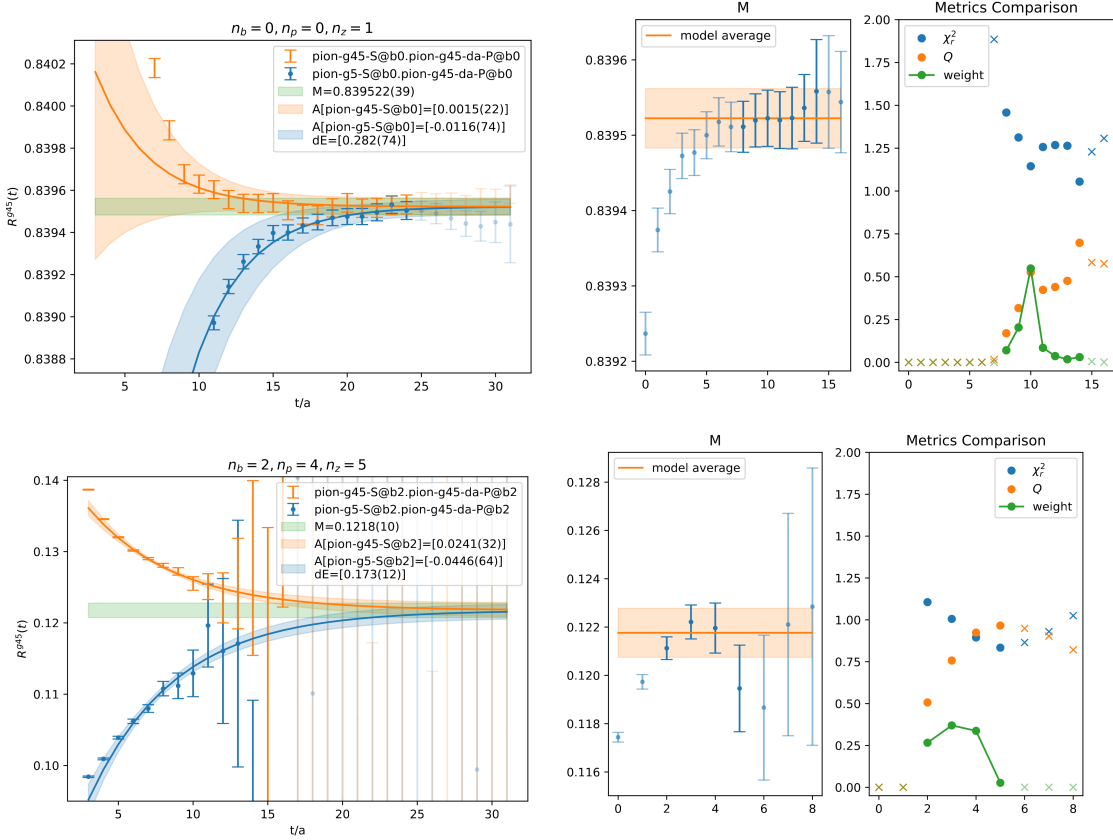 n_b = 0, n_p = 0, n_z = 1
R^{g45}(t)
0.8402
0.8400
0.8398
0.8396
0.8394
0.8392
0.8390
0.8388
pion-g45-S@b0.pion-g45-da-P@b0
pion-g5-S@b0.pion-g45-da-P@b0
M=0.839522(39)
A[pion-g45-S@b0]=[0.0015(22)]
A[pion-g5-S@b0]=[-0.0116(74)]
dE=[0.282(74)]
5 10 15 20 25 30
t/a
M
model average
0.8396
0.8395
0.8394
0.8393
0.8392
0 5 10 15
Metrics Comparison
2.00
1.75
1.50
1.25
1.00
0.75
0.50
0.25
0.00
χ_r^2
Q
weight
0 2 4 6 8 10 12 14 16
n_b = 2, n_p = 4, n_z = 5
R^{g45}(t)
0.14
0.13
0.12
0.11
0.10
pion-g45-S@b2.pion-g45-da-P@b2
pion-g5-S@b2.pion-g45-da-P@b2
M=0.1218(10)
A[pion-g45-S@b2]=[0.0241(32)]
A[pion-g5-S@b2]=[-0.0446(64)]
dE=[0.173(12)]
5 10 15 20 25 30
t/a
M
model average
0.128
0.126
0.124
0.122
0.120
0.118
0.116
0 2 4 6 8
Metrics Comparison
2.00
1.75
1.50
1.25
1.00
0.75
0.50
0.25
0.00
χ_r^2
Q
weight
0 2 4 6 8